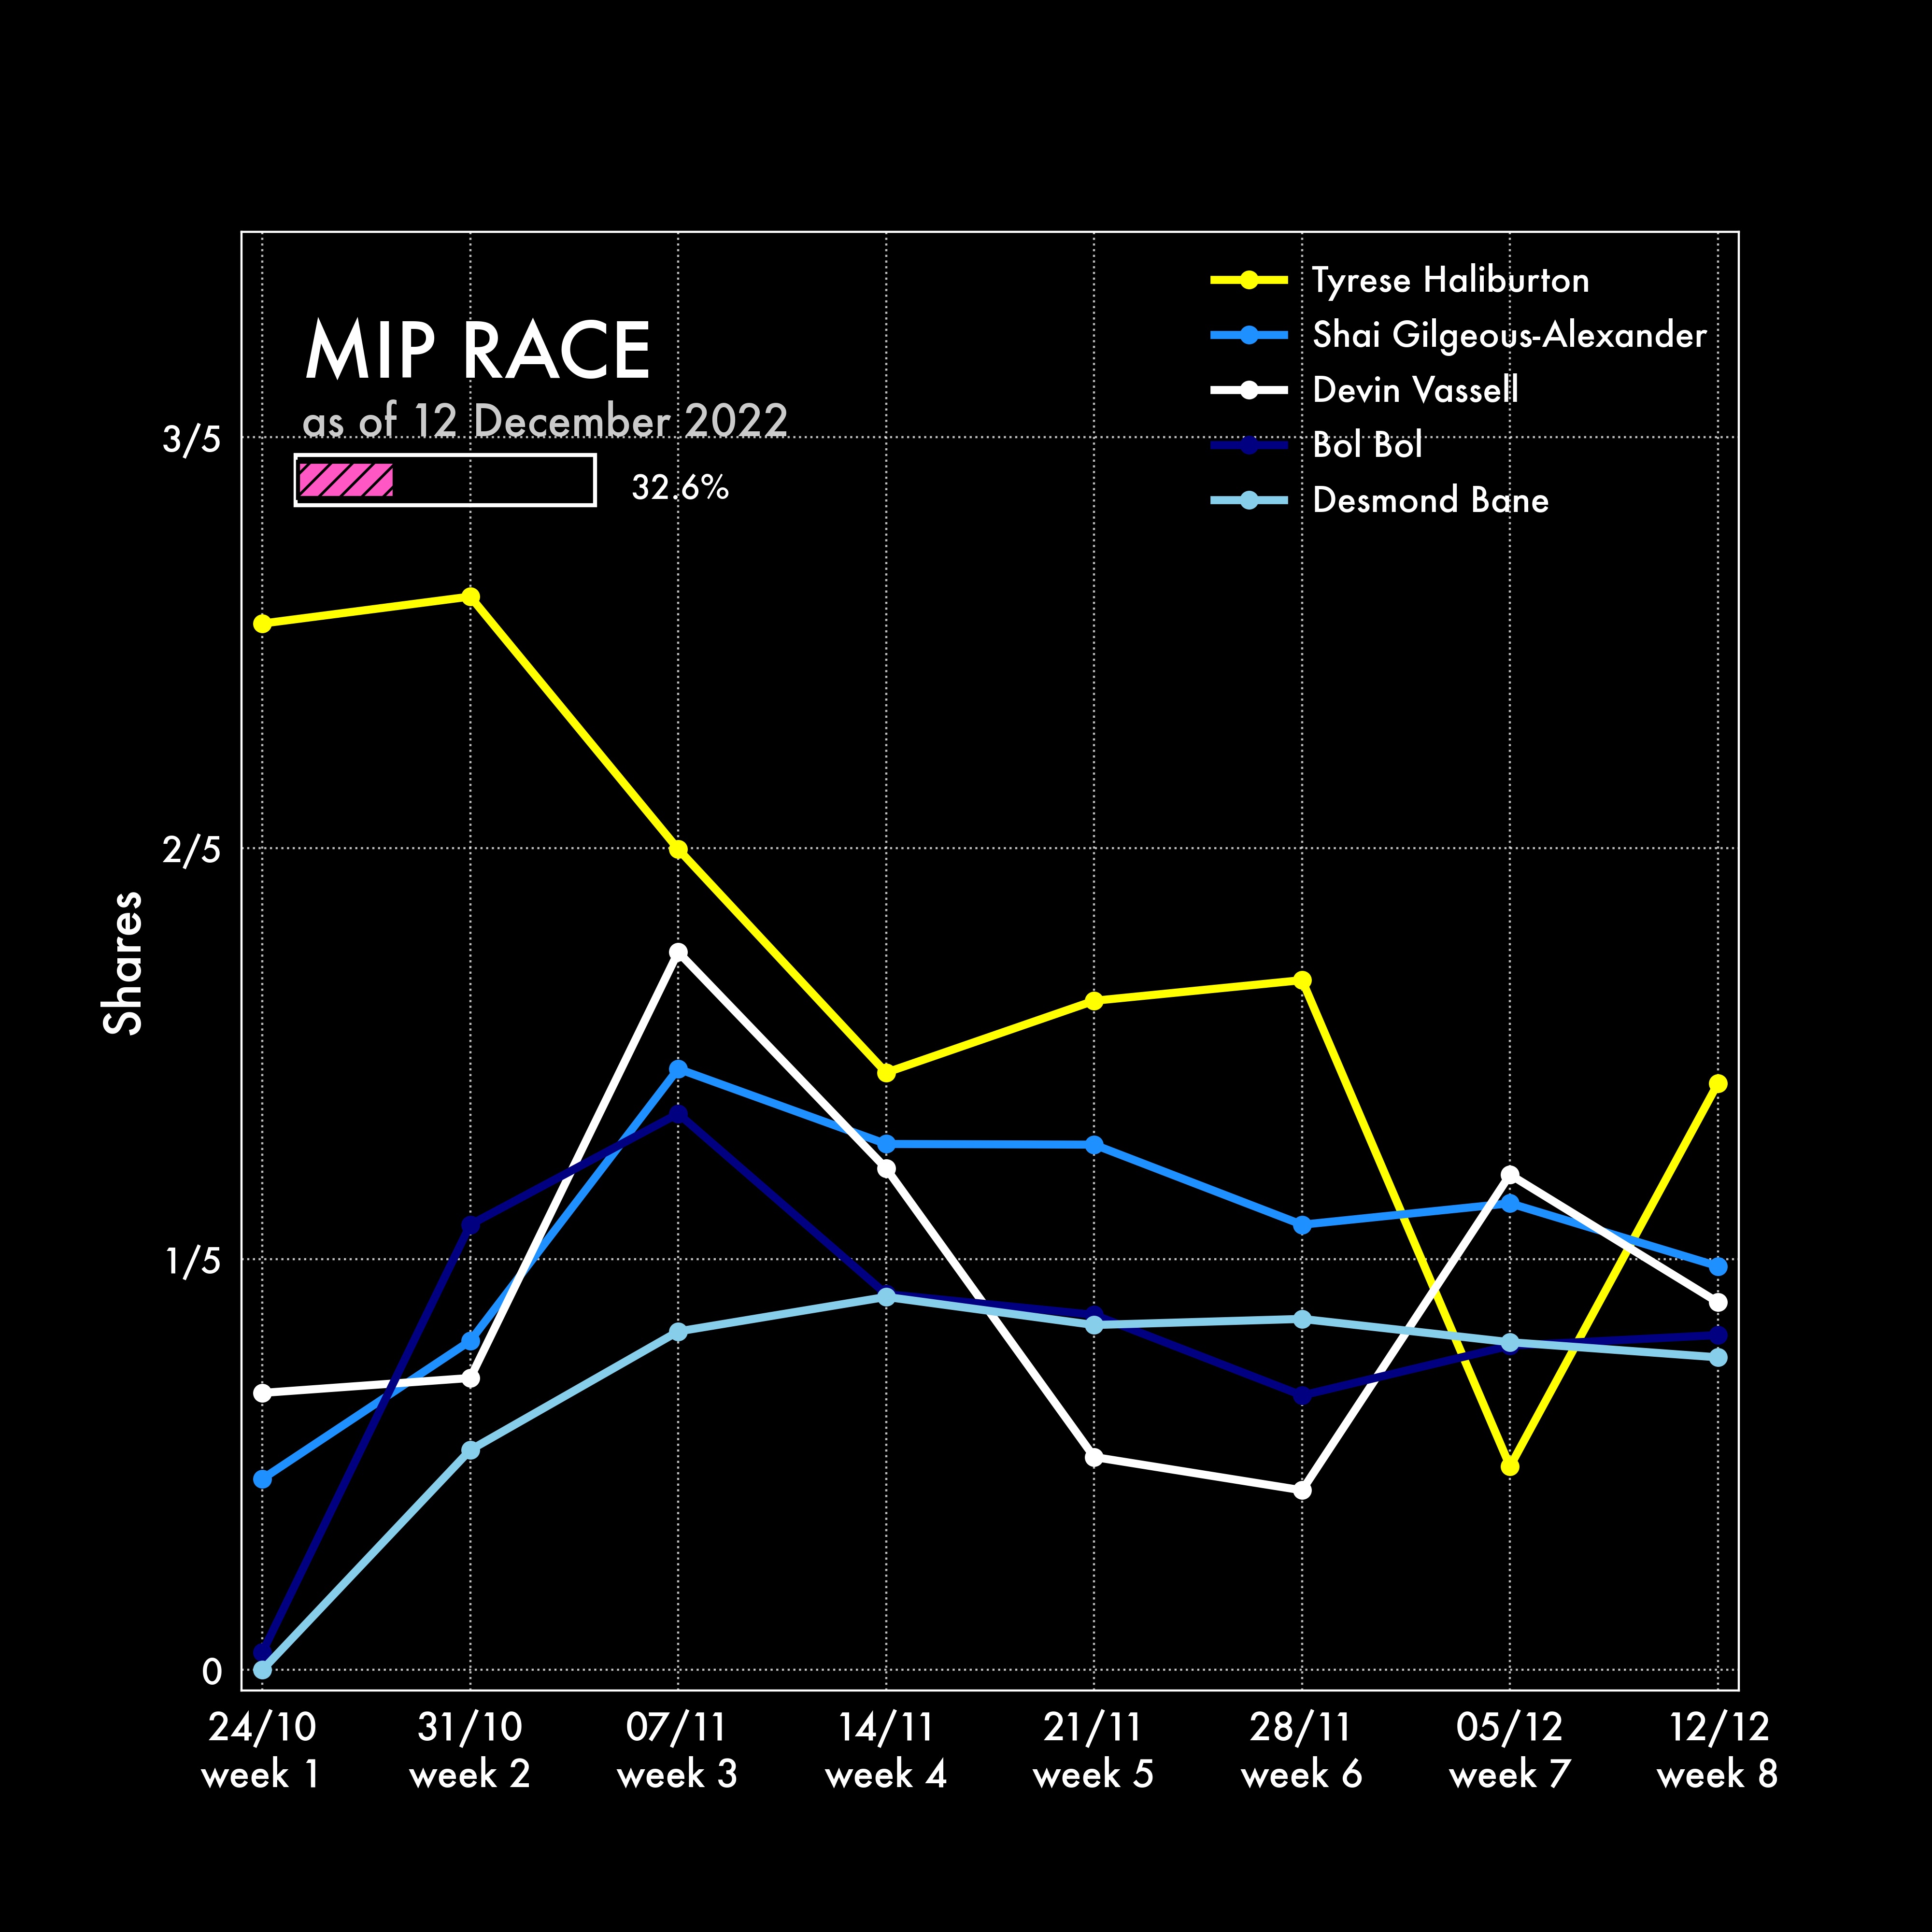 MIP RACE
as of 12 December 2022
32.6%
Tyrese Haliburton
Shai Gilgeous-Alexander
Devin Vassell
Bol Bol
Desmond Bane
Shares
3/5
2/5
1/5
0
24/10 31/10 07/11 14/11 21/11 28/11 05/12 12/12
week 1 week 2 week 3 week 4 week 5 week 6 week 7 week 8